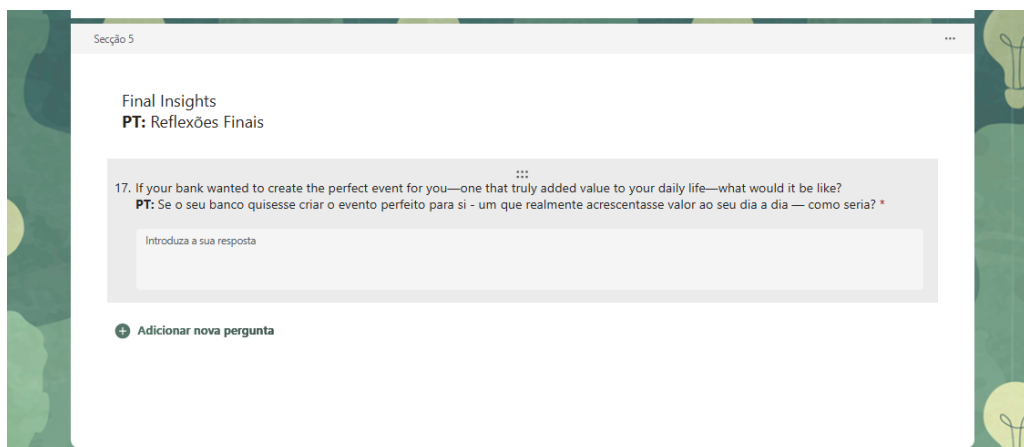 Secção 5
...
Final Insights
PT: Reflexões Finais
17. If your bank wanted to create the perfect event for you—one that truly added value to your daily life—what would it be like?
PT: Se o seu banco quisesse criar o evento perfeito para si - um que realmente acrescentasse valor ao seu dia a dia — como seria? *
Introduza a sua resposta
Adicionar nova pergunta